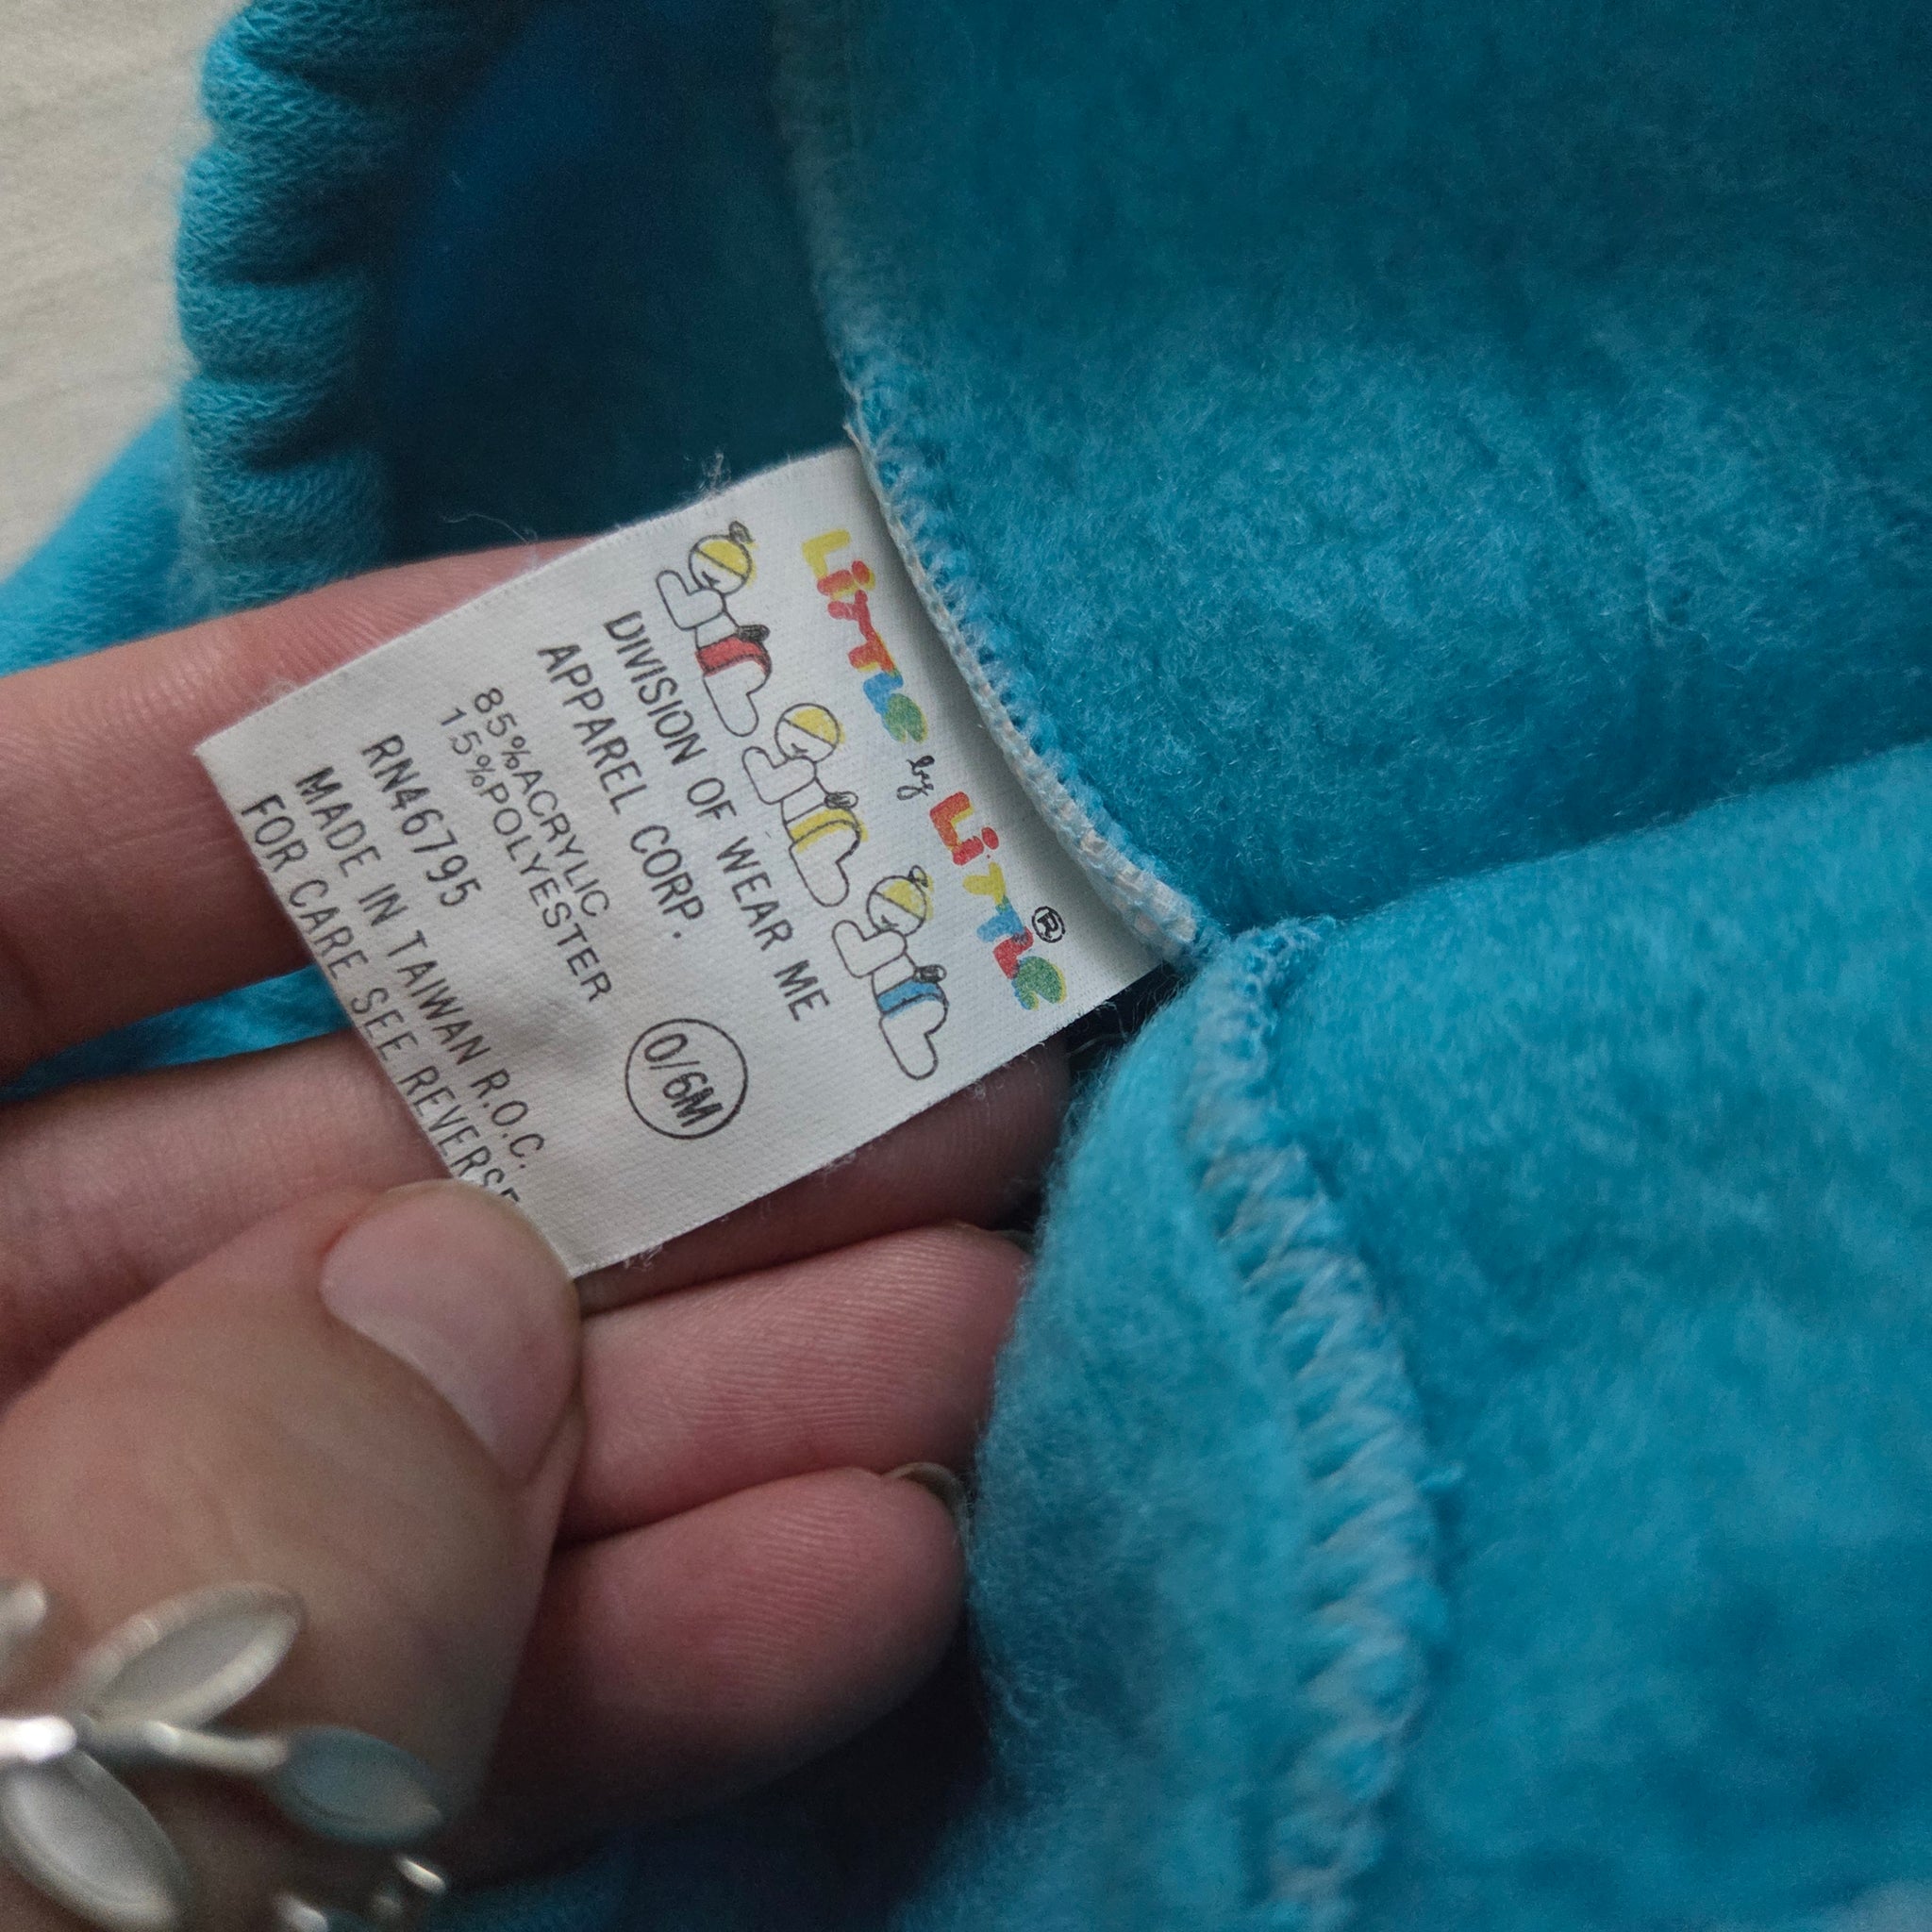 LiTTLe by LiTTLe ®
DIVISION OF WEAR ME
APPAREL CORP.
85%ACRYLIC
15%POLYESTER
0/6M
RN46795
MADE IN TAIWAN R.O.C.
FOR CARE SEE REVERSE